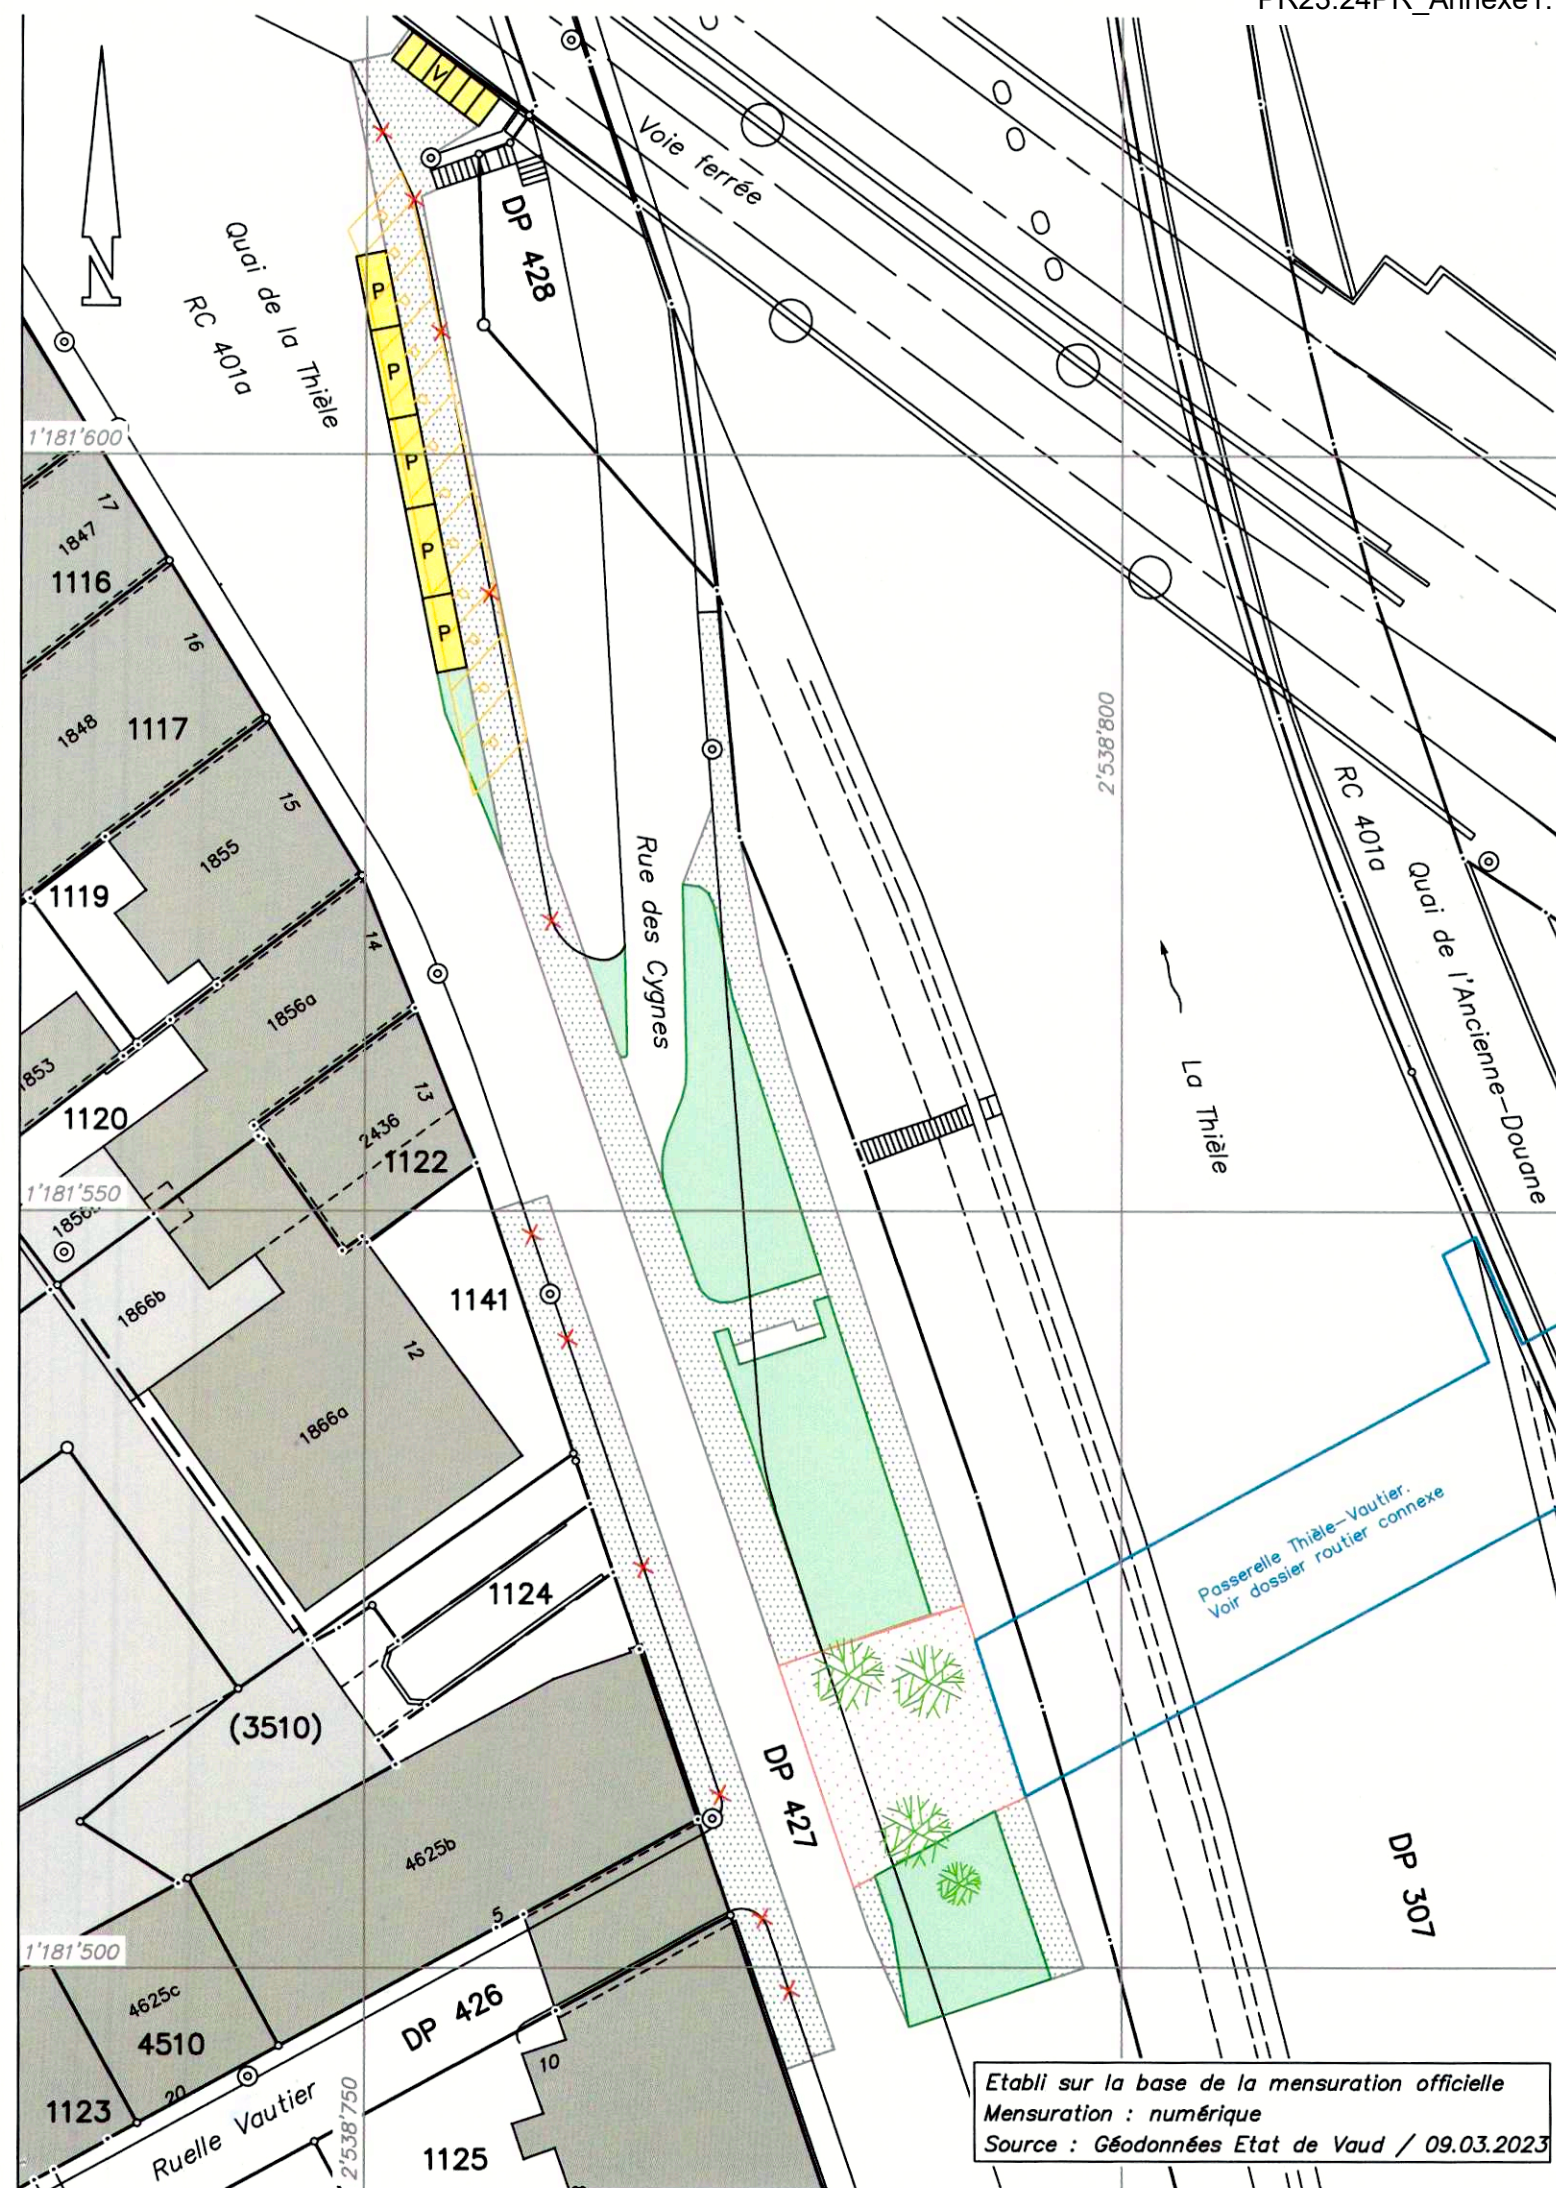 PR23.24PR_Annexe1.
V
Voie ferrée
DP 428
Quai de la Thièle
RC 401a
P
P
P
P
P
1'181'600
17
1847
1116
16
1848
1117
15
1855
1119
14
1856a
1853
1120
13
2436
1122
Rue des Cygnes
2'538'800
RC 401a
Quai de l'Ancienne-Douane
La Thièle
1'181'550
1866b
1141
12
1866a
1124
(3510)
Passerelle Thièle-Vautier.
Voir dossier routier connexe
DP 427
DP 307
4625b
5
1'181'500
4625c
4510
DP 426
20
1123
Ruelle Vautier
2'538'750
10
1125
Etabli sur la base de la mensuration officielle
Mensuration : numérique
Source : Géodonnées Etat de Vaud / 09.03.2023
N